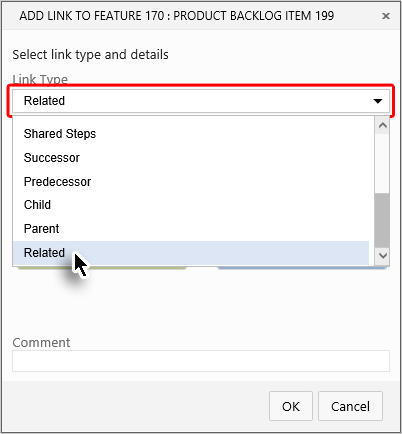 ADD LINK TO FEATURE 170 : PRODUCT BACKLOG ITEM 199
Select link type and details
Link Type
Related
Shared Steps
Successor
Predecessor
Child
Parent
Related
Comment
OK
Cancel